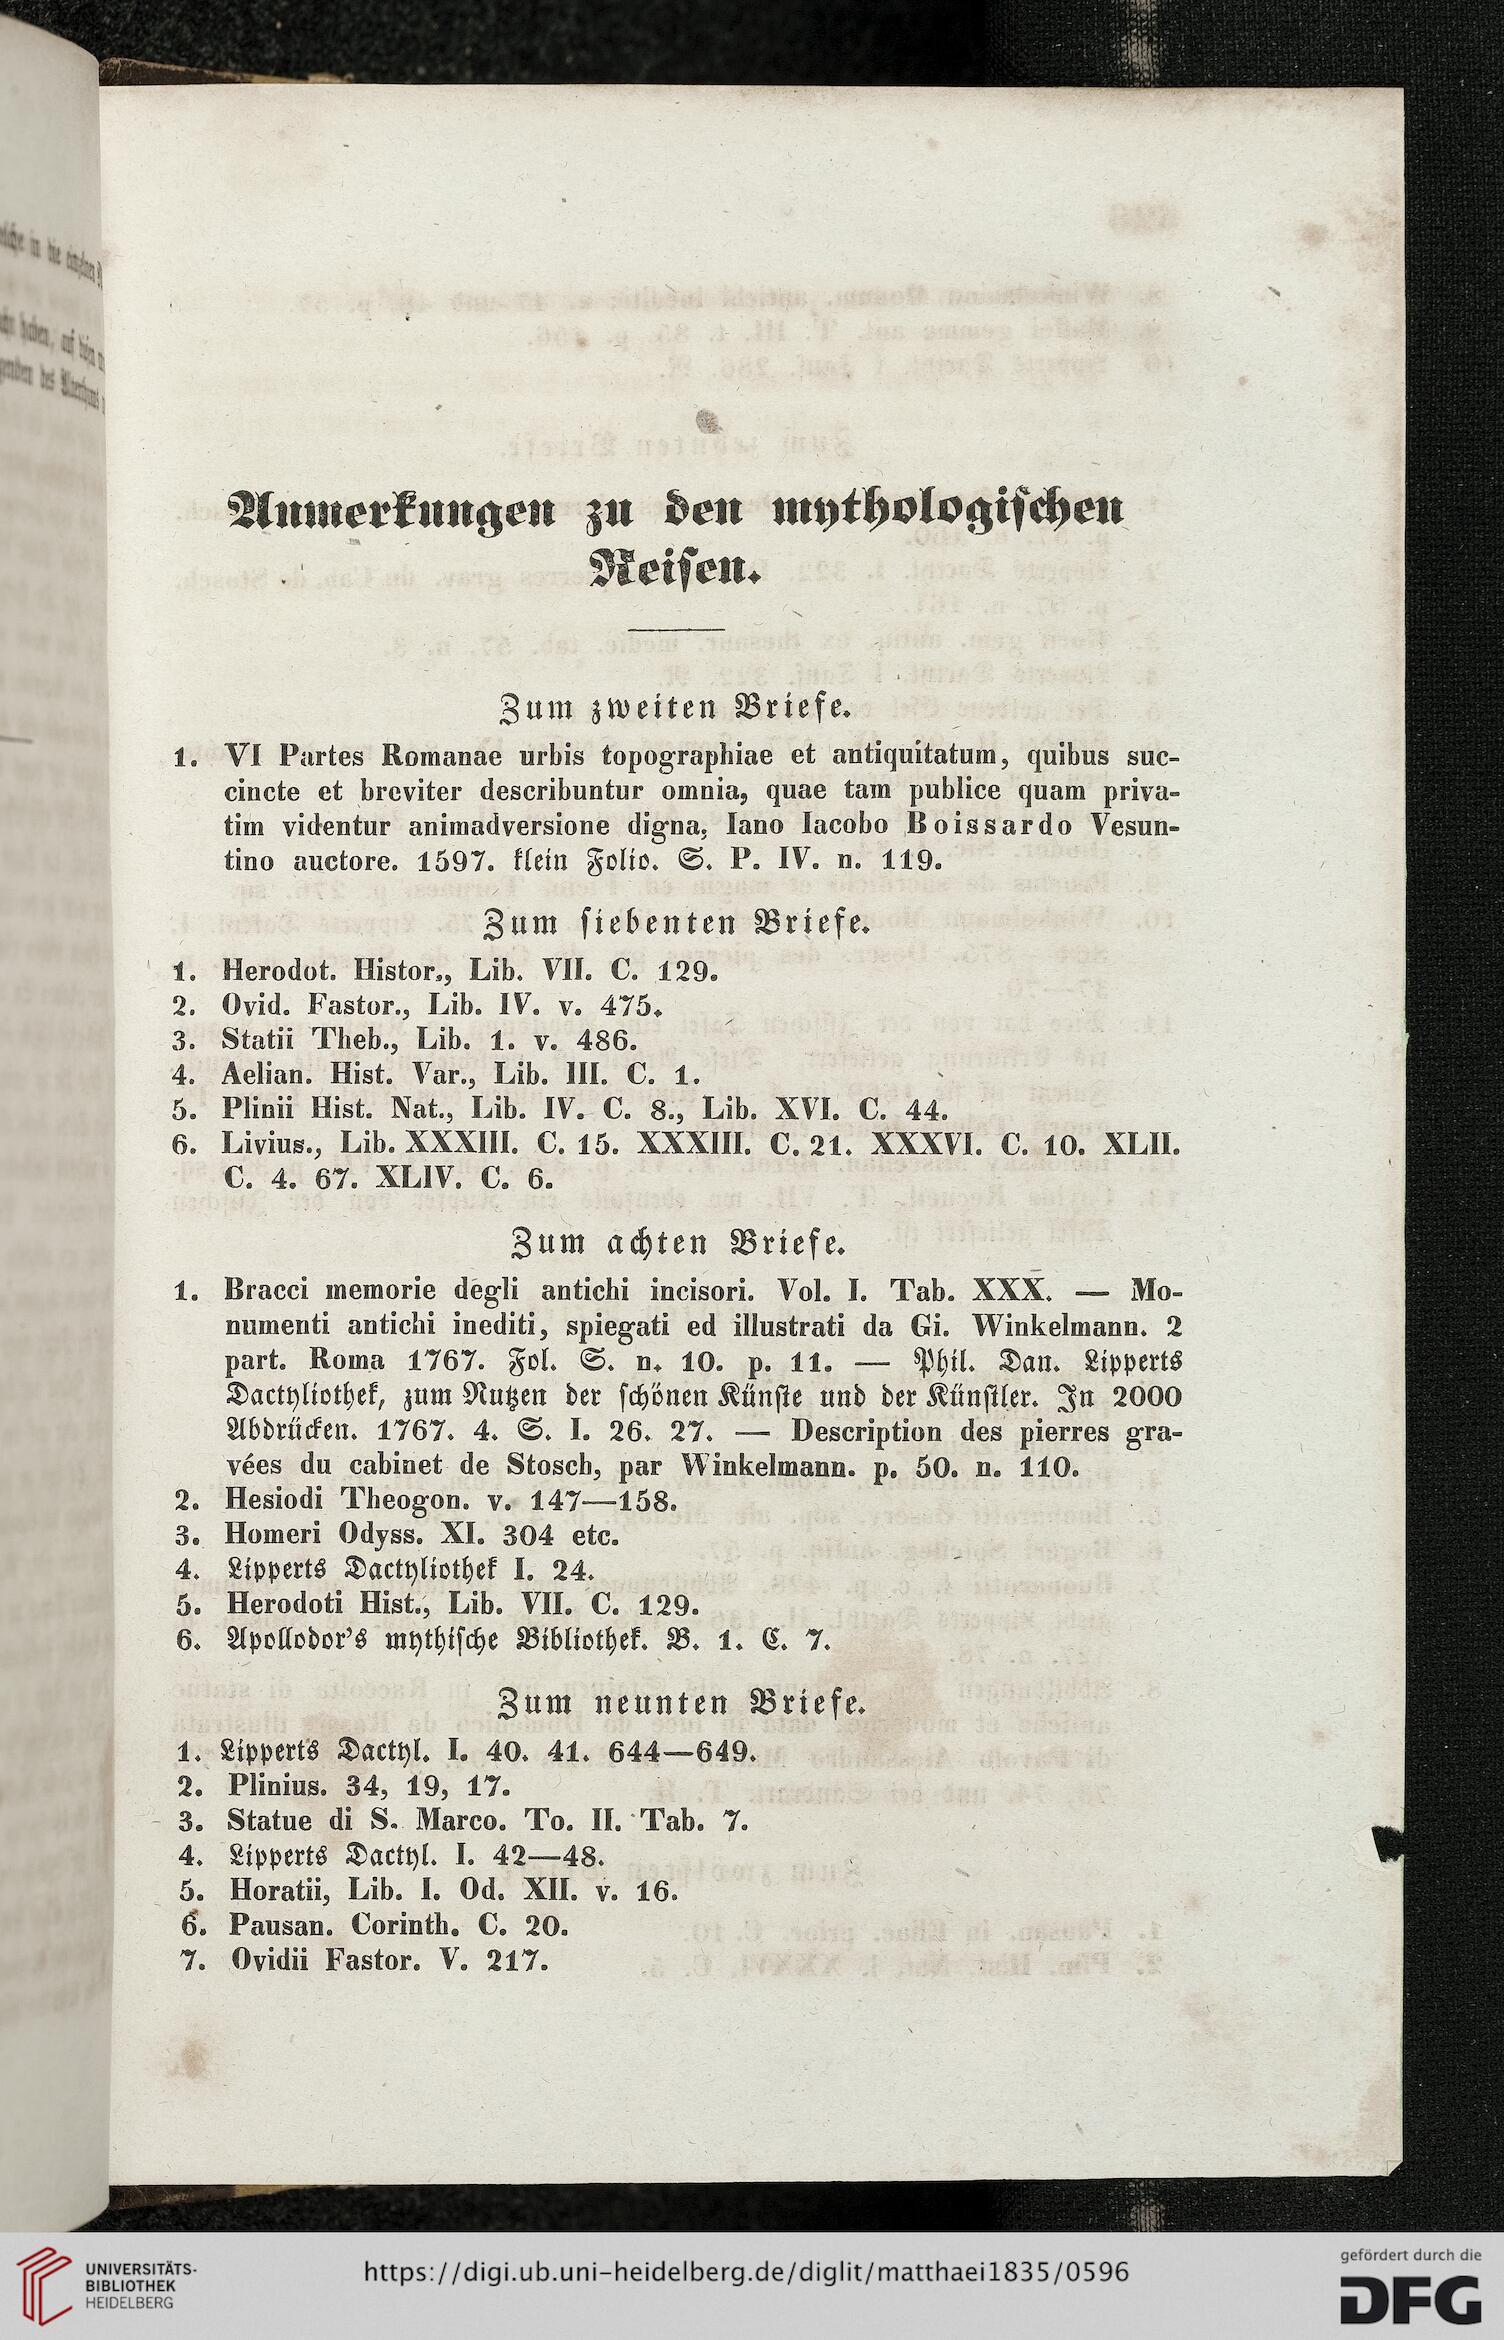 Anmerkungen zu den mythologischen
Reisen.
Zum zweiten Briefe.
1. VI Partes Romanae urbis topographiae et antiquitatum, quibus suc-
cincte et breviter describuntur omnia, quae tam publice quam priva-
tim videntur animadversione digna, Iano Iacobo Boissardo Vesun-
tino auctore. 1597. klein Folio. S. P. IV. n. 119.
Zum siebenten Briefe.
1. Herodot. Histor., Lib. VII. C. 129.
2. Ovid. Fastor., Lib. IV. v. 475.
3. Statii Theb., Lib. 1. v. 486.
4. Aelian. Hist. Var., Lib. III. C. 1.
5. Plinii Hist. Nat., Lib. IV. C. 8., Lib. XVI. C. 44.
6. Livius., Lib. XXXIII. C. 15. XXXIII. C. 21. XXXVI. C. 10. XLII.
C. 4. 67. XLIV. C. 6.
Zum achten Briefe.
1. Bracci memorie degli antichi incisori. Vol. I. Tab. XXX. — Mo-
numenti antichi inediti, spiegati ed illustrati da Gi. Winkelmann. 2
part. Roma 1767. Fol. S. n. 10. p. 11. — Phil. Dan. Lipperts
Dactyliothek, zum Nutzen der schönen Künste und der Künstler. In 2000
Abdrücken. 1767. 4. S. I. 26. 27. — Description des pierres gra-
vées du cabinet de Stosch, par Winkelmann. p. 50. n. 110.
2. Hesiodi Theogon. v. 147—158.
3. Homeri Odyss. XI. 304 etc.
4. Lipperts Dactyliothek I. 24.
5. Herodoti Hist., Lib. VII. C. 129.
6. Apollodor's mythische Bibliothek. B. 1. C. 7.
Zum neunten Briefe.
1. Lipperts Dactyl. I. 40. 41. 644—649.
2. Plinius. 34, 19, 17.
3. Statue di S. Marco. To. II. Tab. 7.
4. Lipperts Dactyl. I. 42—48.
5. Horatii, Lib. I. Od. XII. v. 16.
6. Pausan. Corinth. C. 20.
7. Ovidii Fastor. V. 217.
UNIVERSITÄTS-
BIBLIOTHEK
HEIDELBERG
https://digi.ub.uni-heidelberg.de/diglit/matthaei1835/0596
gefördert durch die
DFG